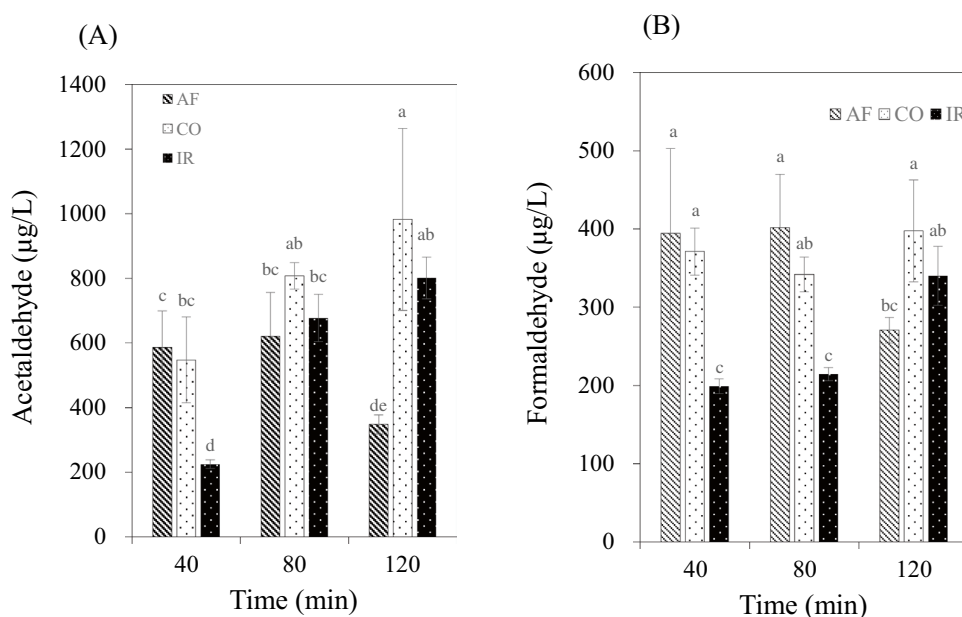 (A)
Acetaldehyde (µg/L)
1400
1200
1000
800
600
400
200
0
AF
CO
IR
c
bc
d
bc
ab
bc
de
a
ab
40
80
120
Time (min)
(B)
Formaldehyde (µg/L)
600
500
400
300
200
100
0
AF CO IR
a
a
c
a
ab
c
bc
a
ab
40
80
120
Time (min)